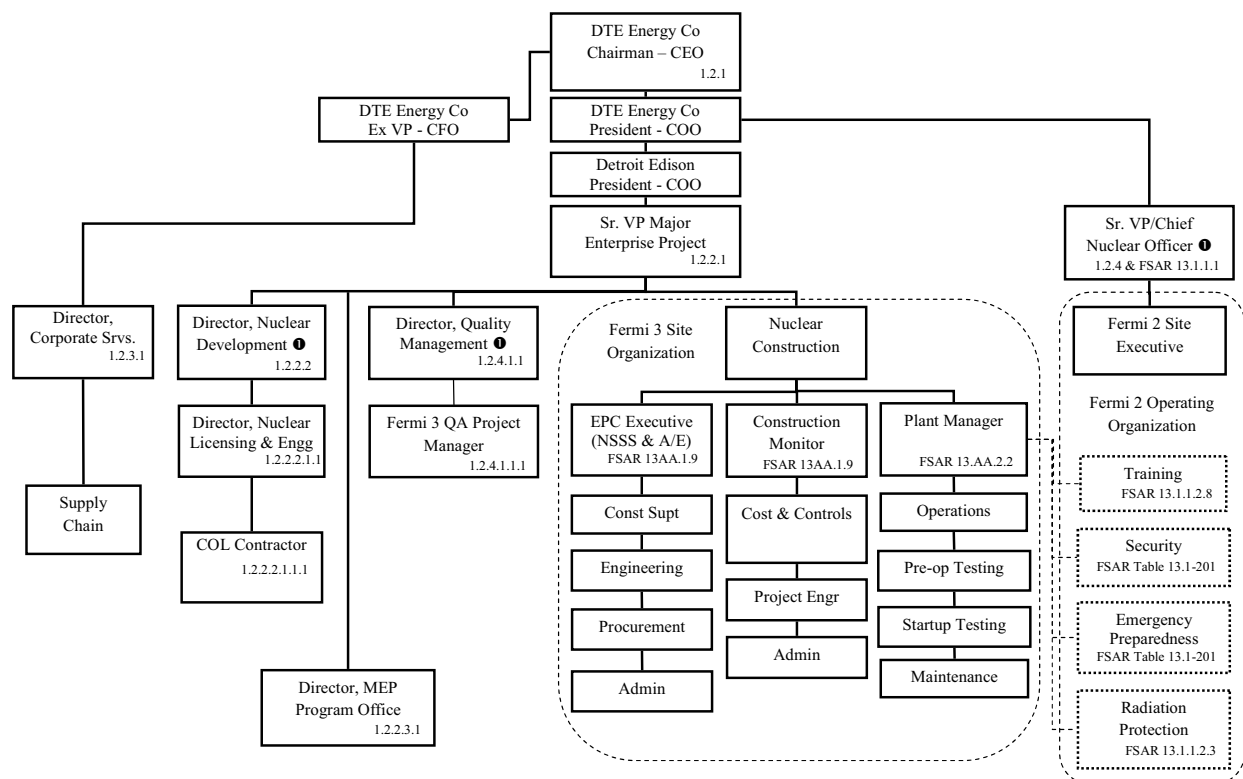 DTE Energy Co
Chairman – CEO
1.2.1
DTE Energy Co
Ex VP - CFO
DTE Energy Co
President - COO
Detroit Edison
President - COO
Sr. VP Major
Enterprise Project
1.2.2.1
Sr. VP/Chief
Nuclear Officer ❶
1.2.4 & FSAR 13.1.1.1
Director,
Corporate Srvs.
1.2.3.1
Director, Nuclear
Development ❶
1.2.2.2
Director, Quality
Management ❶
1.2.4.1.1
Fermi 3 Site
Organization
Nuclear
Construction
Fermi 2 Site
Executive
Director, Nuclear
Licensing & Engg
1.2.2.2.1.1
Fermi 3 QA Project
Manager
1.2.4.1.1.1
EPC Executive
(NSSS & A/E)
FSAR 13AA.1.9
Construction
Monitor
FSAR 13AA.1.9
Plant Manager
FSAR 13.AA.2.2
Fermi 2 Operating
Organization
Supply
Chain
COL Contractor
1.2.2.2.1.1.1
Const Supt
Engineering
Procurement
Admin
Cost & Controls
Project Engr
Admin
Operations
Pre-op Testing
Startup Testing
Maintenance
Training
FSAR 13.1.1.2.8
Security
FSAR Table 13.1-201
Emergency
Preparedness
FSAR Table 13.1-201
Radiation
Protection
FSAR 13.1.1.2.3
Director, MEP
Program Office
1.2.2.3.1